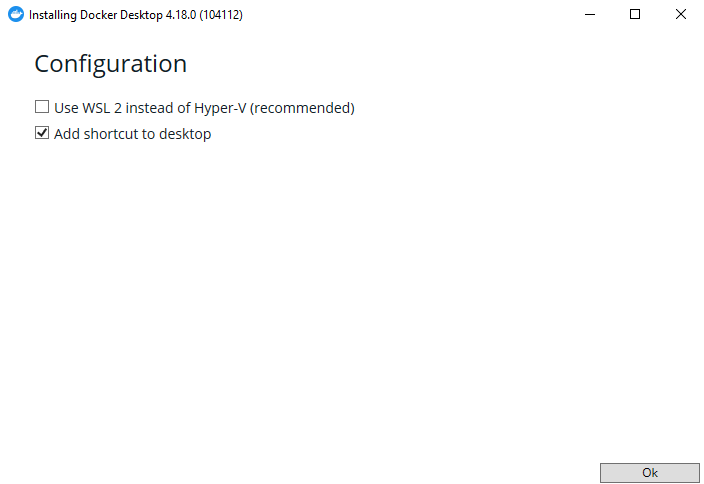 Installing Docker Desktop 4.18.0 (104112)
Configuration
Use WSL 2 instead of Hyper-V (recommended)
Add shortcut to desktop
Ok